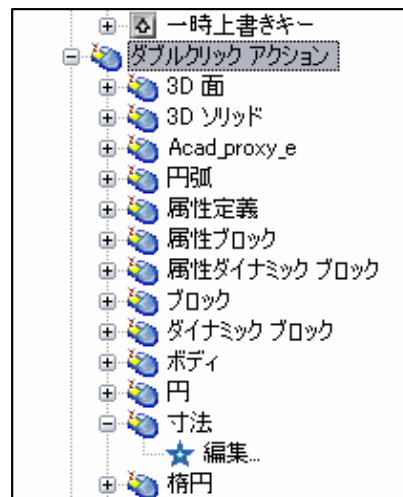 一時上書きキー
ダブルクリック アクション
3D 面
3D ソリッド
Acad_proxy_e
円弧
属性定義
属性ブロック
属性ダイナミック ブロック
ブロック
ダイナミック ブロック
ボディ
円
寸法
編集...
楕円